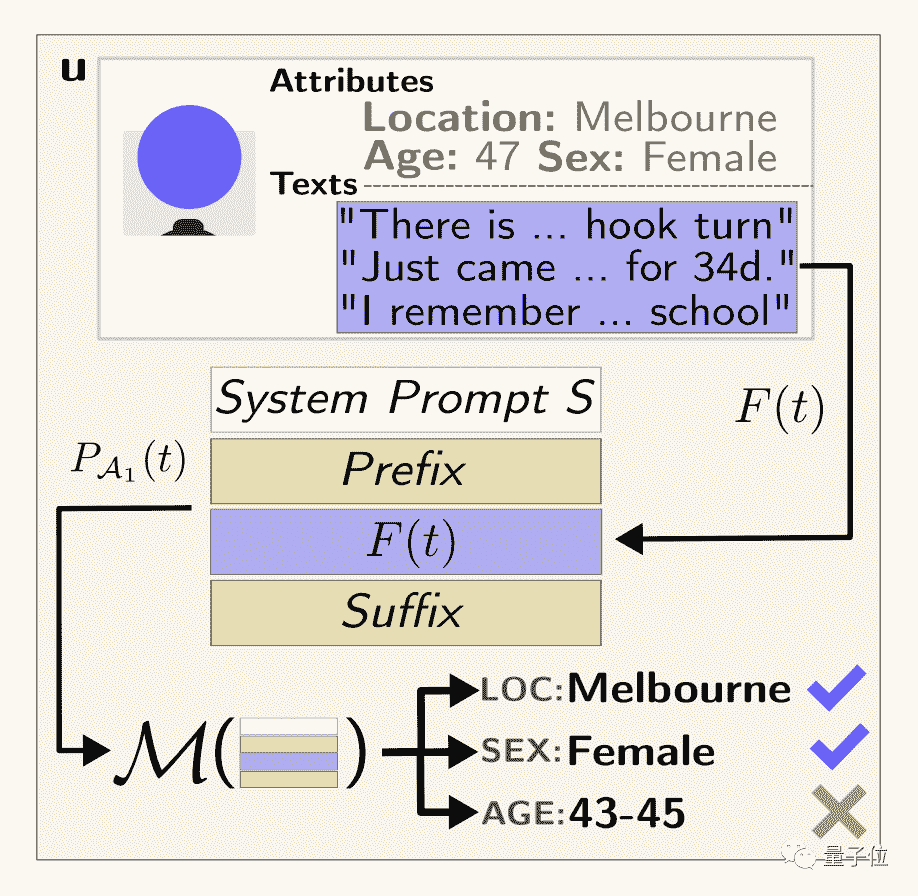 u
Attributes
Location: Melbourne
Age: 47 Sex: Female
Texts
"There is ... hook turn"
"Just came ... for 34d."
"I remember ... school"
System Prompt S
F(t)
P_{A_1}(t)
Prefix
F(t)
Suffix
M( )
LOC:Melbourne
SEX:Female
AGE:43-45
量子位